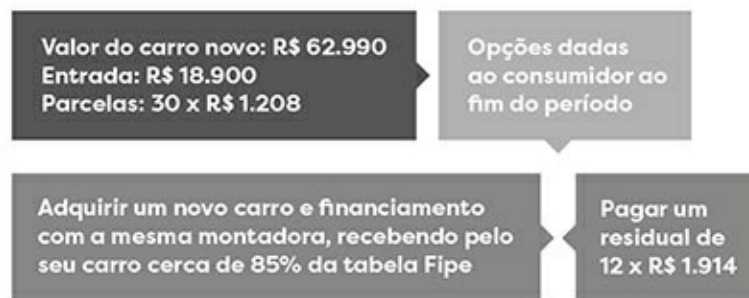 Valor do carro novo: R$ 62.990
Entrada: R$ 18.900
Parcelas: 30 x R$ 1.208
Opções dadas
ao consumidor ao
fim do período
Adquirir um novo carro e financiamento
com a mesma montadora, recebendo pelo
seu carro cerca de 85% da tabela Fipe
Pagar um
residual de
12 x R$ 1.914